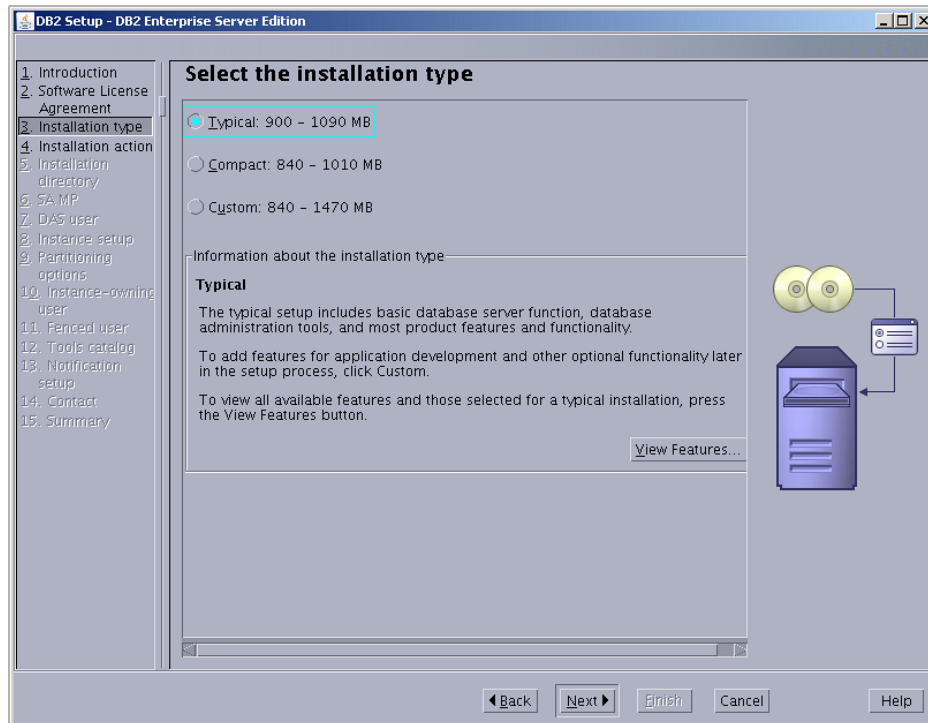 DB2 Setup - DB2 Enterprise Server Edition
1. Introduction
2. Software License
Agreement
3. Installation type
4. Installation action
5. Installation
directory
6. SA MP
7. DAS user
8. Instance setup
9. Partitioning
options
10. Instance-owning
user
11. Fenced user
12. Tools catalog
13. Notification
setup
14. Contact
15. Summary
Select the installation type
Typical: 900 - 1090 MB
Compact: 840 - 1010 MB
Custom: 840 - 1470 MB
Information about the installation type
Typical
The typical setup includes basic database server function, database
administration tools, and most product features and functionality.
To add features for application development and other optional functionality later
in the setup process, click Custom.
To view all available features and those selected for a typical installation, press
the View Features button.
View Features...
Back
Next
Finish
Cancel
Help